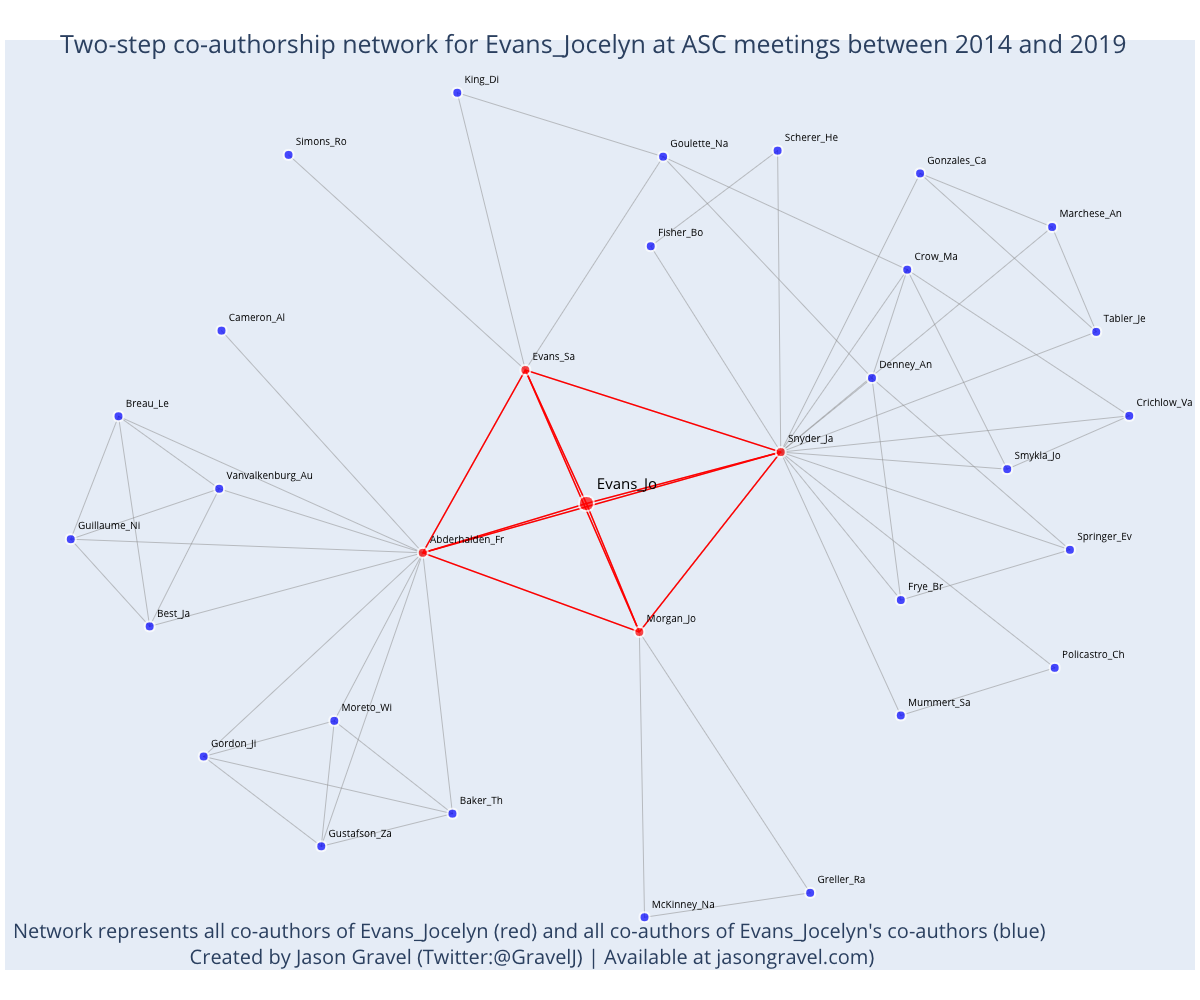 Two-step co-authorship network for Evans_Jocelyn at ASC meetings between 2014 and 2019
King_Di
Simons_Ro
Goulette_Na
Scherer_He
Gonzales_Ca
Marchese_An
Fisher_Bo
Crow_Ma
Cameron_Al
Tabler_Je
Evans_Sa
Denney_An
Breau_Le
Crichlow_Va
Snyder_Ja
Smykla_Jo
Vanvalkenburg_Au
Evans_Jo
Guillaume_Ni
Abderhalden_Fr
Springer_Ev
Frye_Br
Best_Ja
Morgan_Jo
Policastro_Ch
Moreto_Wi
Mummert_Sa
Gordon_Ji
Baker_Th
Gustafson_Za
Greller_Ra
McKinney_Na
Network represents all co-authors of Evans_Jocelyn (red) and all co-authors of Evans_Jocelyn's co-authors (blue)
Created by Jason Gravel (Twitter:@GravelJ) | Available at jasongravel.com)